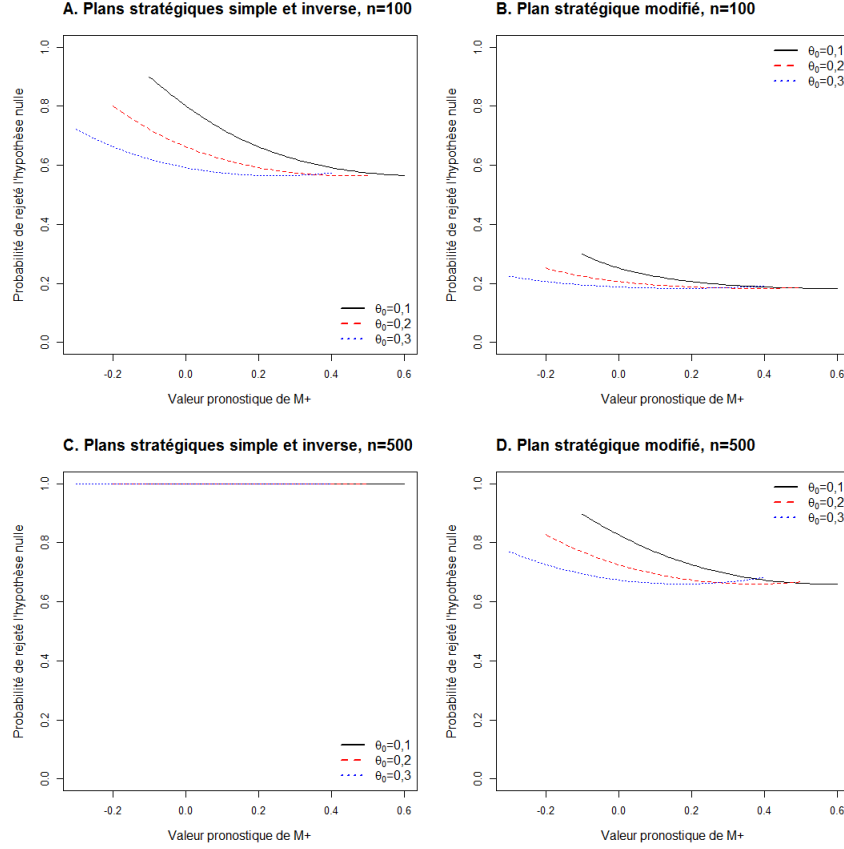 A. Plans stratégiques simple et inverse, n=100
Probabilité de rejeté l'hypothèse nulle
1.0
0.8
0.6
0.4
0.2
0.0
θ₀=0,1
θ₀=0,2
θ₀=0,3
-0.2 0.0 0.2 0.4 0.6
Valeur pronostique de M+
B. Plan stratégique modifié, n=100
Probabilité de rejeté l'hypothèse nulle
1.0
0.8
0.6
0.4
0.2
0.0
θ₀=0,1
θ₀=0,2
θ₀=0,3
-0.2 0.0 0.2 0.4 0.6
Valeur pronostique de M+
C. Plans stratégiques simple et inverse, n=500
Probabilité de rejeté l'hypothèse nulle
1.0
0.8
0.6
0.4
0.2
0.0
θ₀=0,1
θ₀=0,2
θ₀=0,3
-0.2 0.0 0.2 0.4 0.6
Valeur pronostique de M+
D. Plan stratégique modifié, n=500
Probabilité de rejeté l'hypothèse nulle
1.0
0.8
0.6
0.4
0.2
0.0
θ₀=0,1
θ₀=0,2
θ₀=0,3
-0.2 0.0 0.2 0.4 0.6
Valeur pronostique de M+